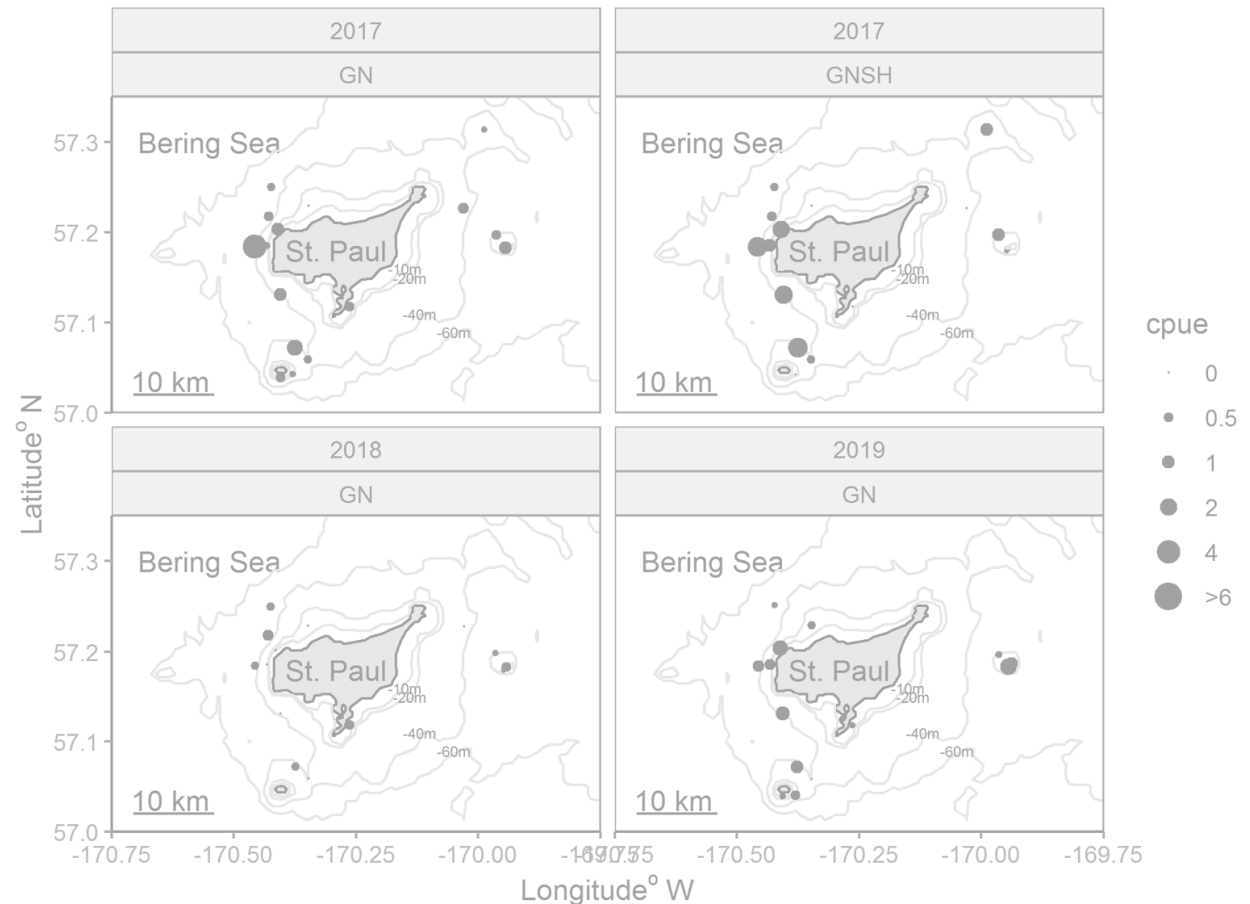 2017
2017
GN
GNSH
57.3
Bering Sea
Bering Sea
57.2
St. Paul
St. Paul
-10m
-20m
-10m
-20m
57.1
-40m
-60m
-40m
-60m
10 km
10 km
57.0
2018
2019
GN
GN
57.3
Bering Sea
Bering Sea
57.2
St. Paul
St. Paul
-10m
-20m
-10m
-20m
57.1
-40m
-60m
-40m
-60m
10 km
10 km
57.0
-170.75 -170.50 -170.25 -170.00 -169.75
-170.75 -170.50 -170.25 -170.00 -169.75
Longitude° W
Latitude° N
cpue
0
0.5
1
2
4
>6